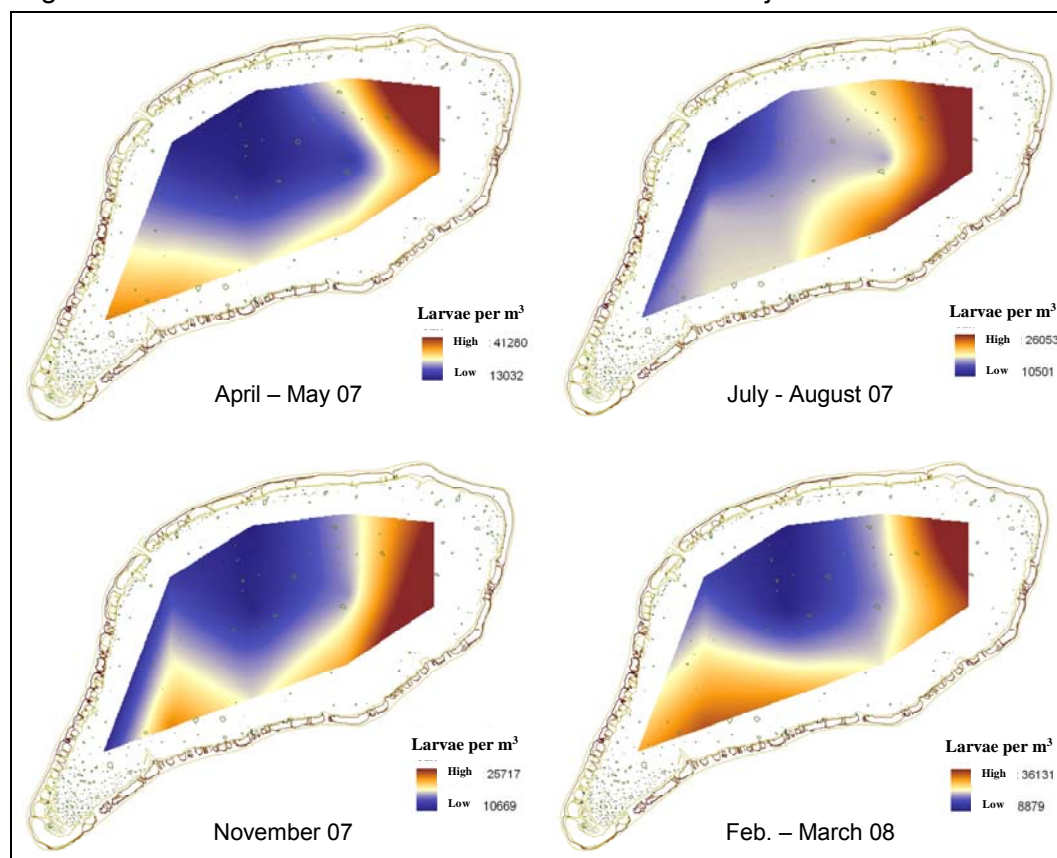 Larvae per m³
High 41280
Low 13032
April – May 07
Larvae per m³
High 26053
Low 10501
July - August 07
Larvae per m³
High 25717
Low 10669
November 07
Larvae per m³
High 36131
Low 8879
Feb. – March 08